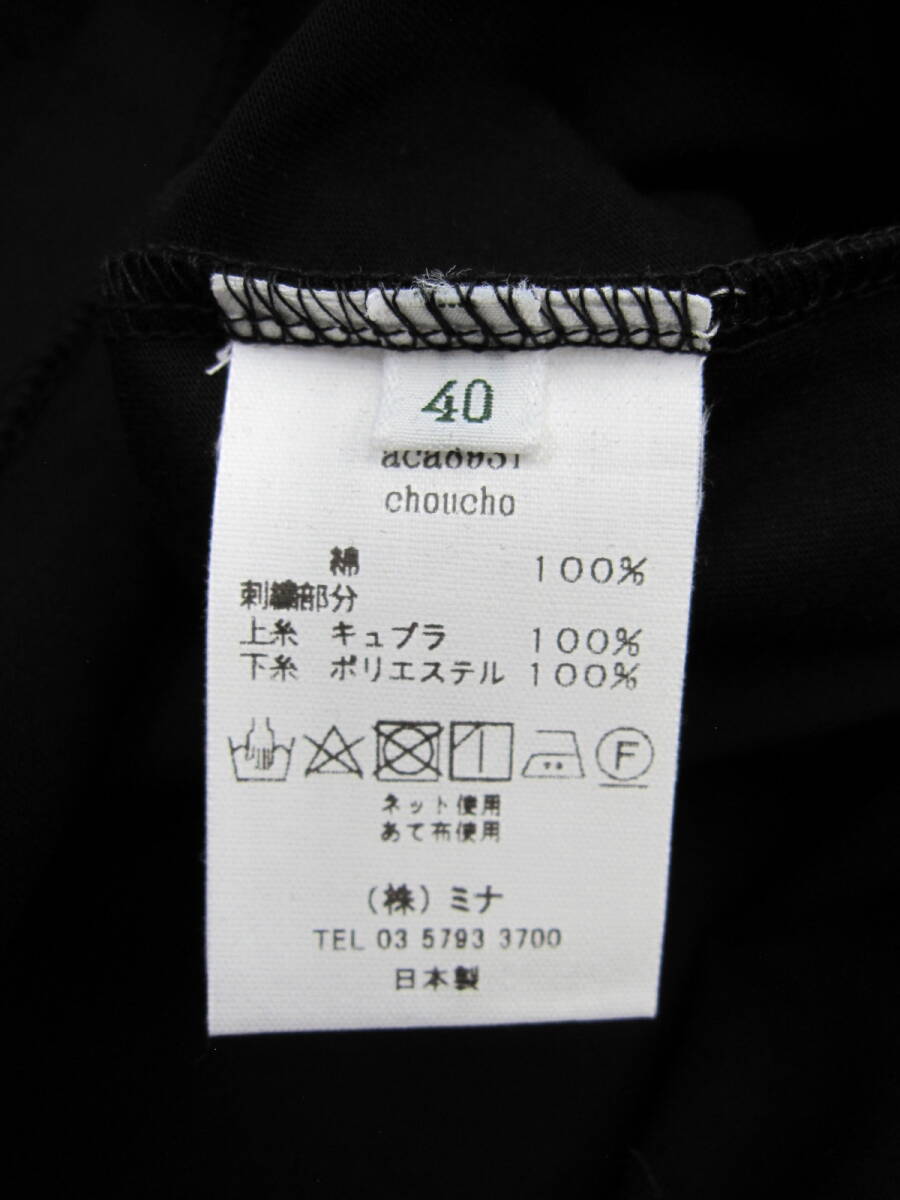 40
choucho
綿 100%
刺繍部分
上糸 キュプラ 100%
下糸 ポリエステル 100%
F
ネット使用
あて布使用
(株)ミナ
TEL 03 5793 3700
日本製